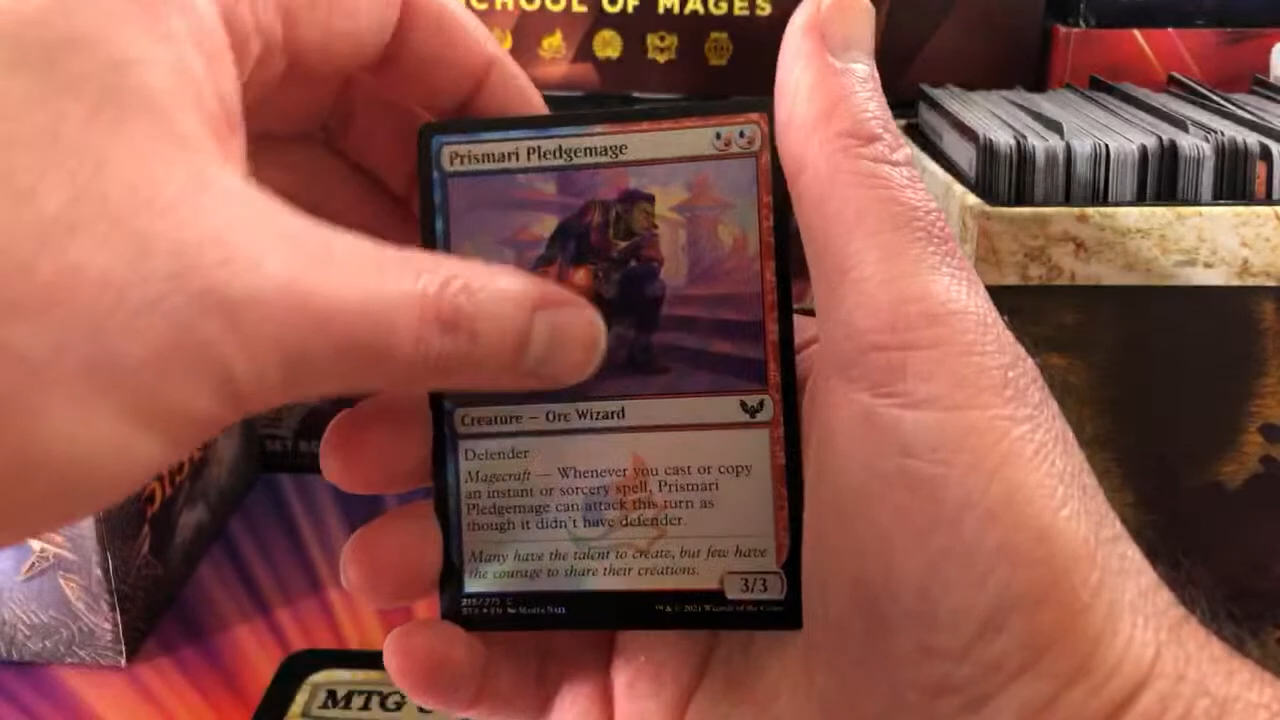 SCHOOL OF MAGES
Prismari Pledgemage
Creature — Orc Wizard
Defender
Magecraft — Whenever you cast or copy
an instant or sorcery spell, Prismari
Pledgemage can attack this turn as
though it didn't have defender.
Many have the talent to create, but few have
the courage to share their creations.
3/3
MTG